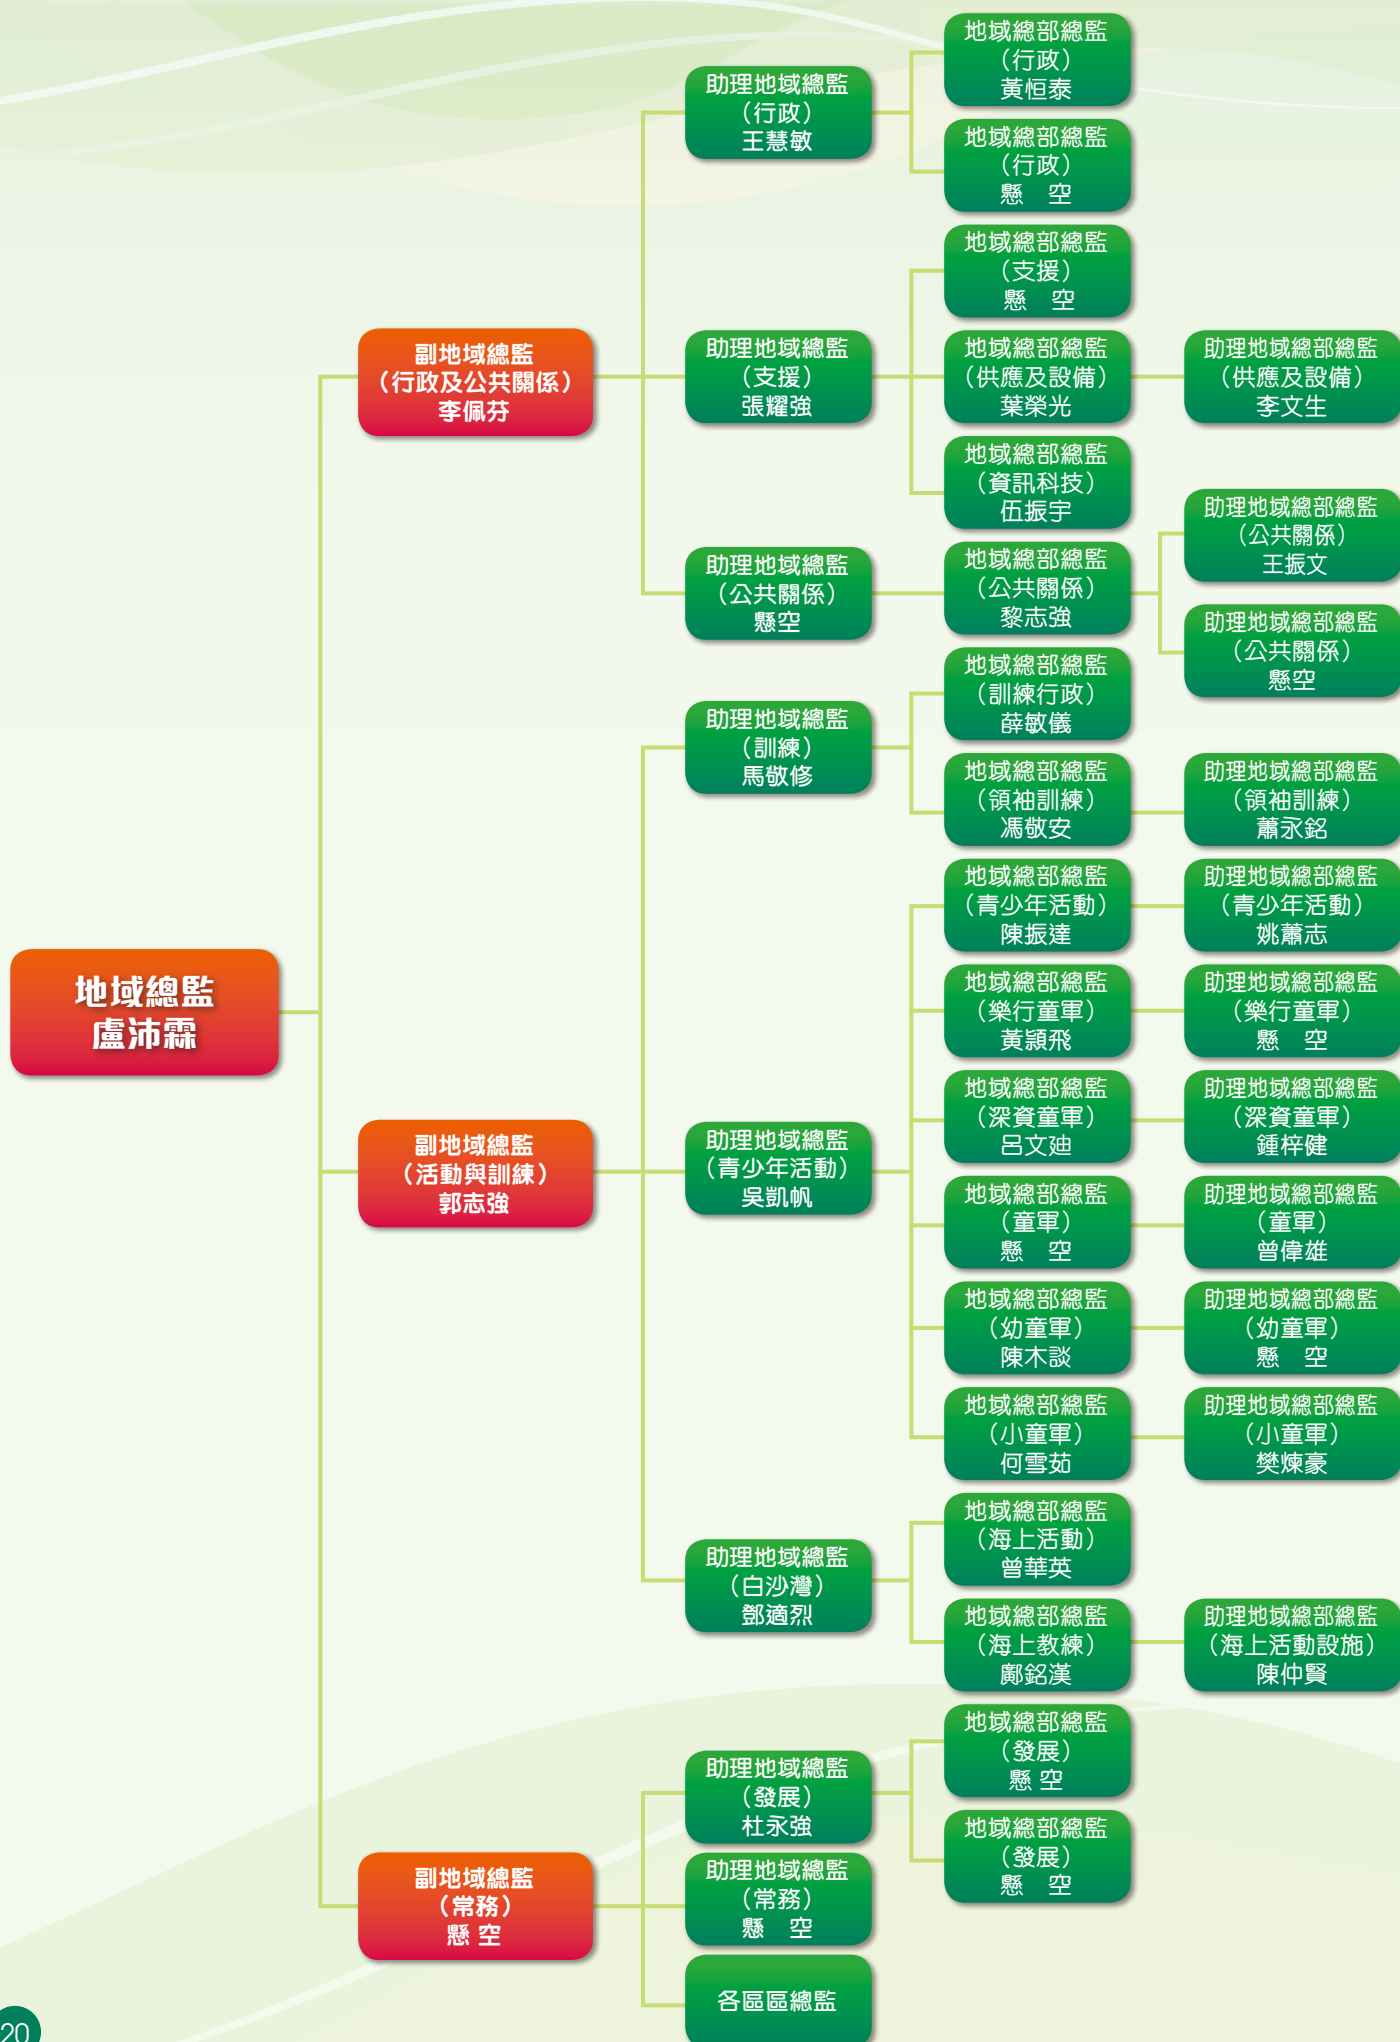 地域總監
盧沛霖
副地域總監
（行政及公共關係）
李佩芬
助理地域總監
（行政）
王慧敏
地域總部總監
（行政）
黃恒泰
地域總部總監
（行政）
懸　空
助理地域總監
（支援）
張耀強
地域總部總監
（支援）
懸　空
地域總部總監
（供應及設備）
葉榮光
助理地域總部總監
（供應及設備）
李文生
地域總部總監
（資訊科技）
伍振宇
助理地域總監
（公共關係）
懸空
地域總部總監
（公共關係）
黎志強
助理地域總部總監
（公共關係）
王振文
助理地域總部總監
（公共關係）
懸空
副地域總監
（活動與訓練）
郭志強
助理地域總監
（訓練）
馬敬修
地域總部總監
（訓練行政）
薛敏儀
地域總部總監
（領袖訓練）
馮敬安
助理地域總部總監
（領袖訓練）
蕭永銘
助理地域總監
（青少年活動）
吳凱帆
地域總部總監
（青少年活動）
陳振達
助理地域總部總監
（青少年活動）
姚蕭志
地域總部總監
（樂行童軍）
黃潁飛
助理地域總部總監
（樂行童軍）
懸　空
地域總部總監
（深資童軍）
呂文廸
助理地域總部總監
（深資童軍）
鍾梓健
地域總部總監
（童軍）
懸　空
助理地域總部總監
（童軍）
曾偉雄
地域總部總監
（幼童軍）
陳木談
助理地域總部總監
（幼童軍）
懸　空
地域總部總監
（小童軍）
何雪茹
助理地域總部總監
（小童軍）
樊煉豪
助理地域總監
（白沙灣）
鄧適烈
地域總部總監
（海上活動）
曾華英
地域總部總監
（海上教練）
鄺銘漢
助理地域總部總監
（海上活動設施）
陳仲賢
副地域總監
（常務）
懸 空
助理地域總監
（發展）
杜永強
地域總部總監
（發展）
懸 空
地域總部總監
（發展）
懸　空
助理地域總監
（常務）
懸　空
各區區總監
20